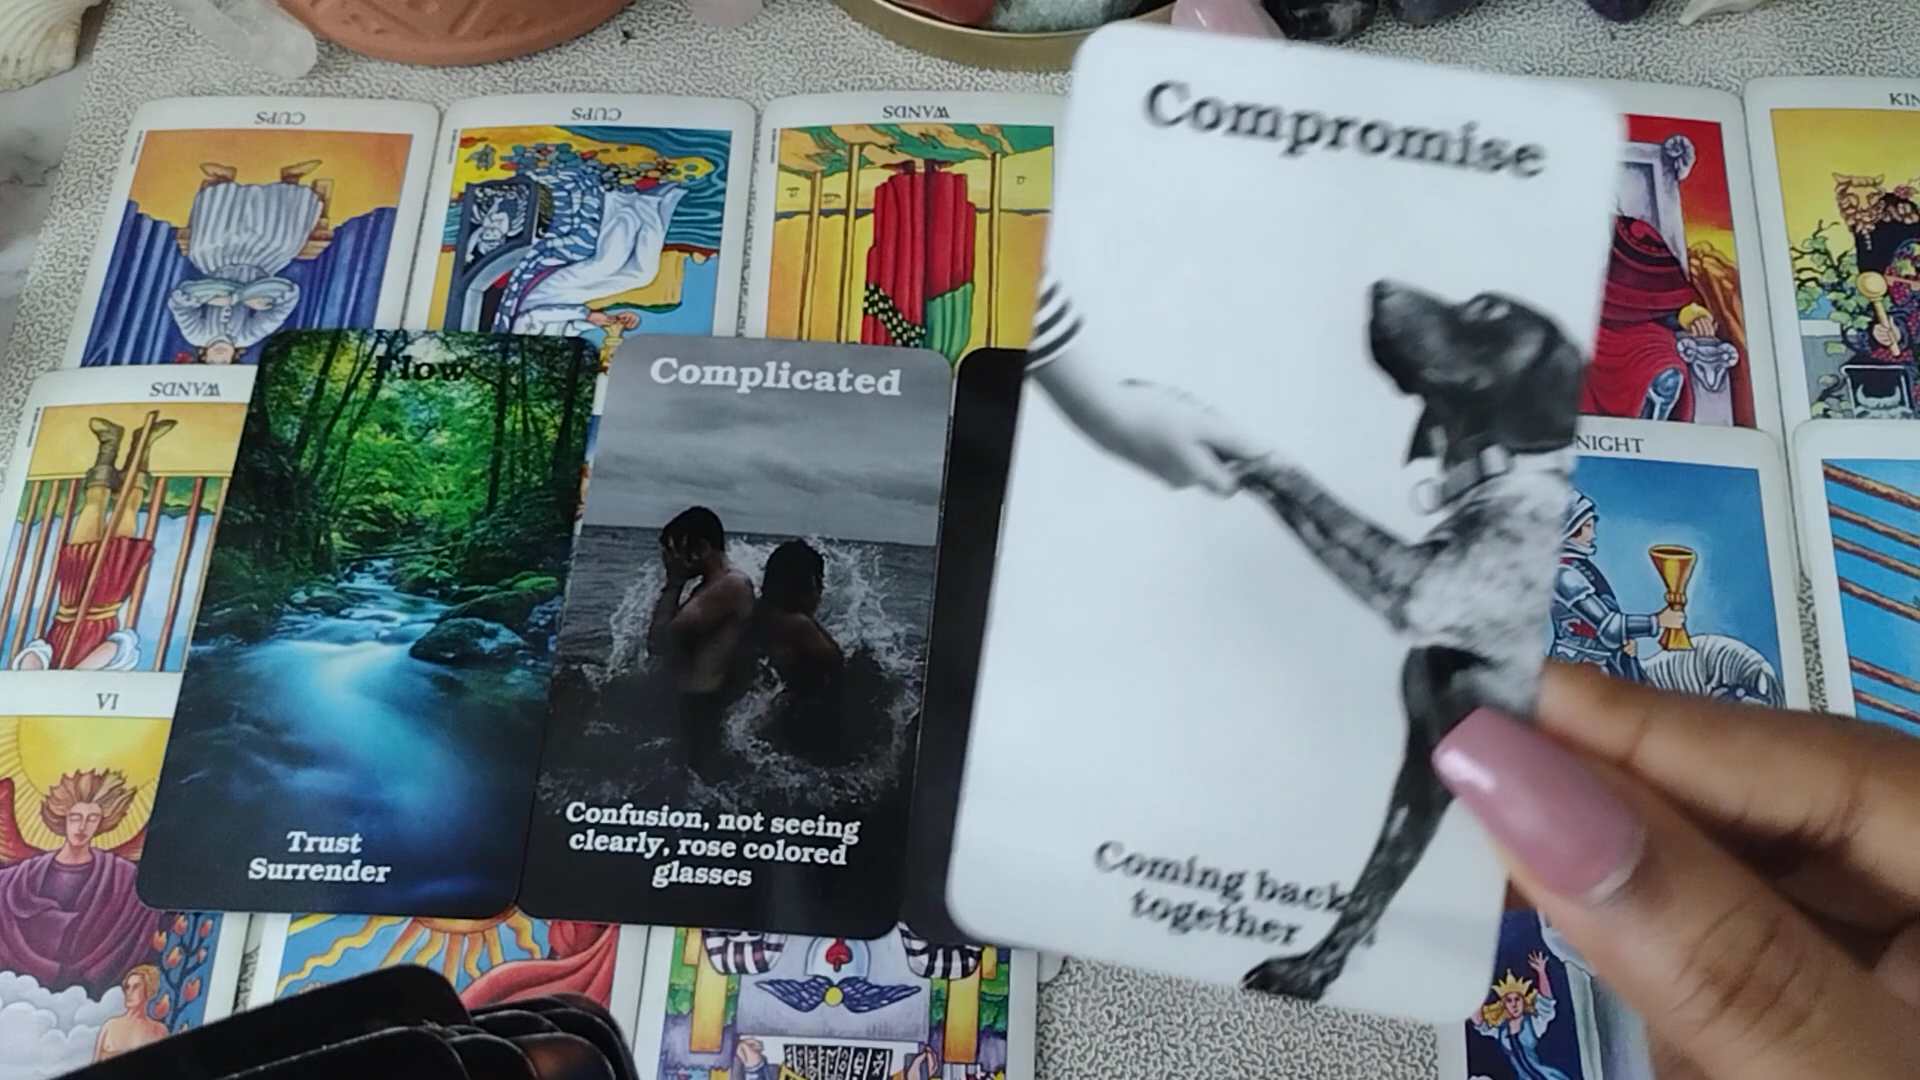 CUPS
CUPS
WANDS
KIN
Compromise
WANDS
Flow
Complicated
NIGHT
VI
Trust
Surrender
Confusion, not seeing
clearly, rose colored
glasses
Coming back
together